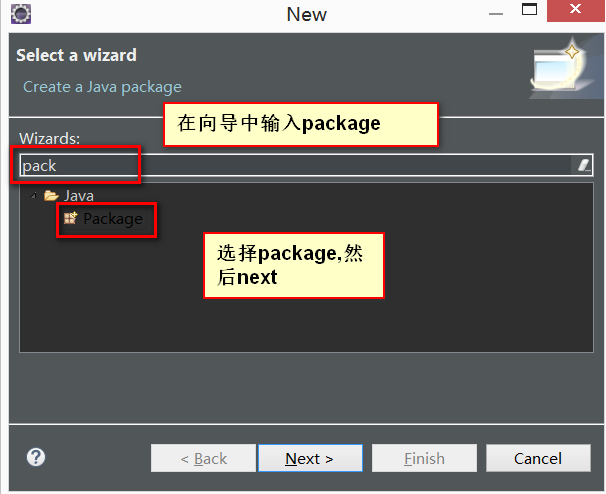 New
Select a wizard
Create a Java package
在向导中输入package
Wizards:
pack
Java
Package
选择package,然
后next
< Back
Next >
Finish
Cancel